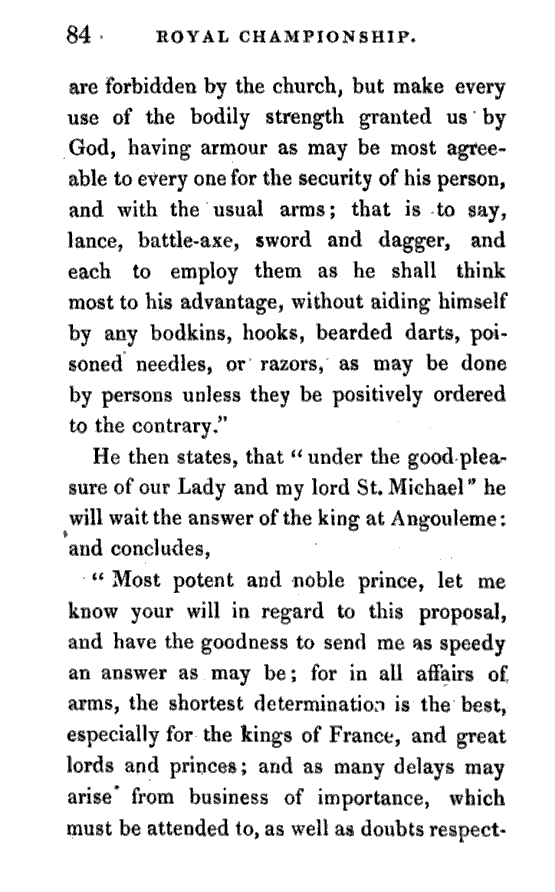 84 ROYAL CHAMPIONSHIP.
are forbidden by the church, but make every
use of the bodily strength granted us by
God, having armour as may be most agree-
able to every one for the security of his person,
and with the usual arms; that is to say,
lance, battle-axe, sword and dagger, and
each to employ them as he shall think
most to his advantage, without aiding himself
by any bodkins, hooks, bearded darts, poi-
soned needles, or razors, as may be done
by persons unless they be positively ordered
to the contrary.”
He then states, that “under the good plea-
sure of our Lady and my lord St. Michael” he
will wait the answer of the king at Angouleme:
and concludes,
“Most potent and noble prince, let me
know your will in regard to this proposal,
and have the goodness to send me as speedy
an answer as may be; for in all affairs of
arms, the shortest determination is the best,
especially for the kings of France, and great
lords and princes; and as many delays may
arise from business of importance, which
must be attended to, as well as doubts respect-